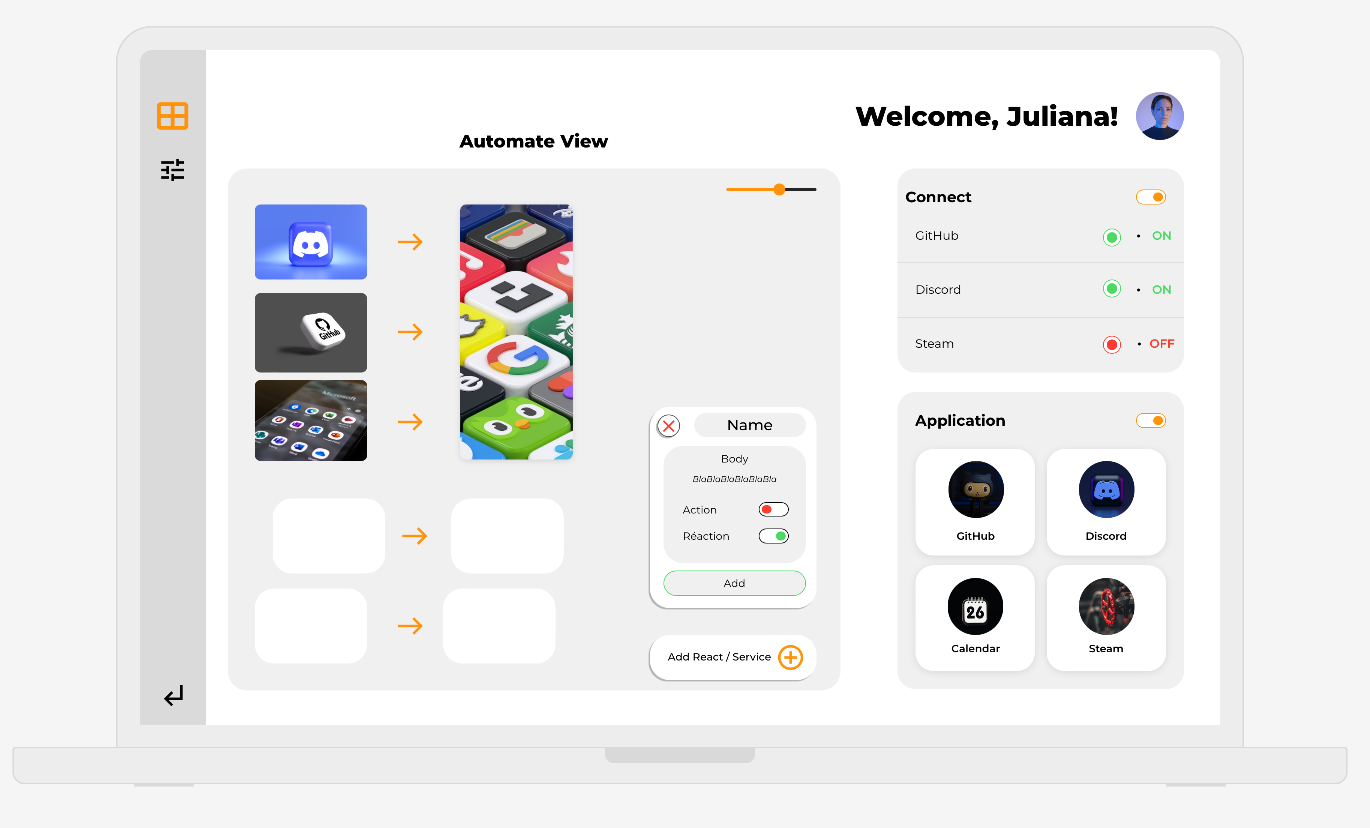 Welcome, Juliana!
Automate View
GitHub
Microsoft
Name
Body
BlaBlaBlaBlaBlaBla
Action
Réaction
Add
Add React / Service
Connect
GitHub
• ON
Discord
• ON
Steam
• OFF
Application
GitHub
Discord
26
Calendar
Steam